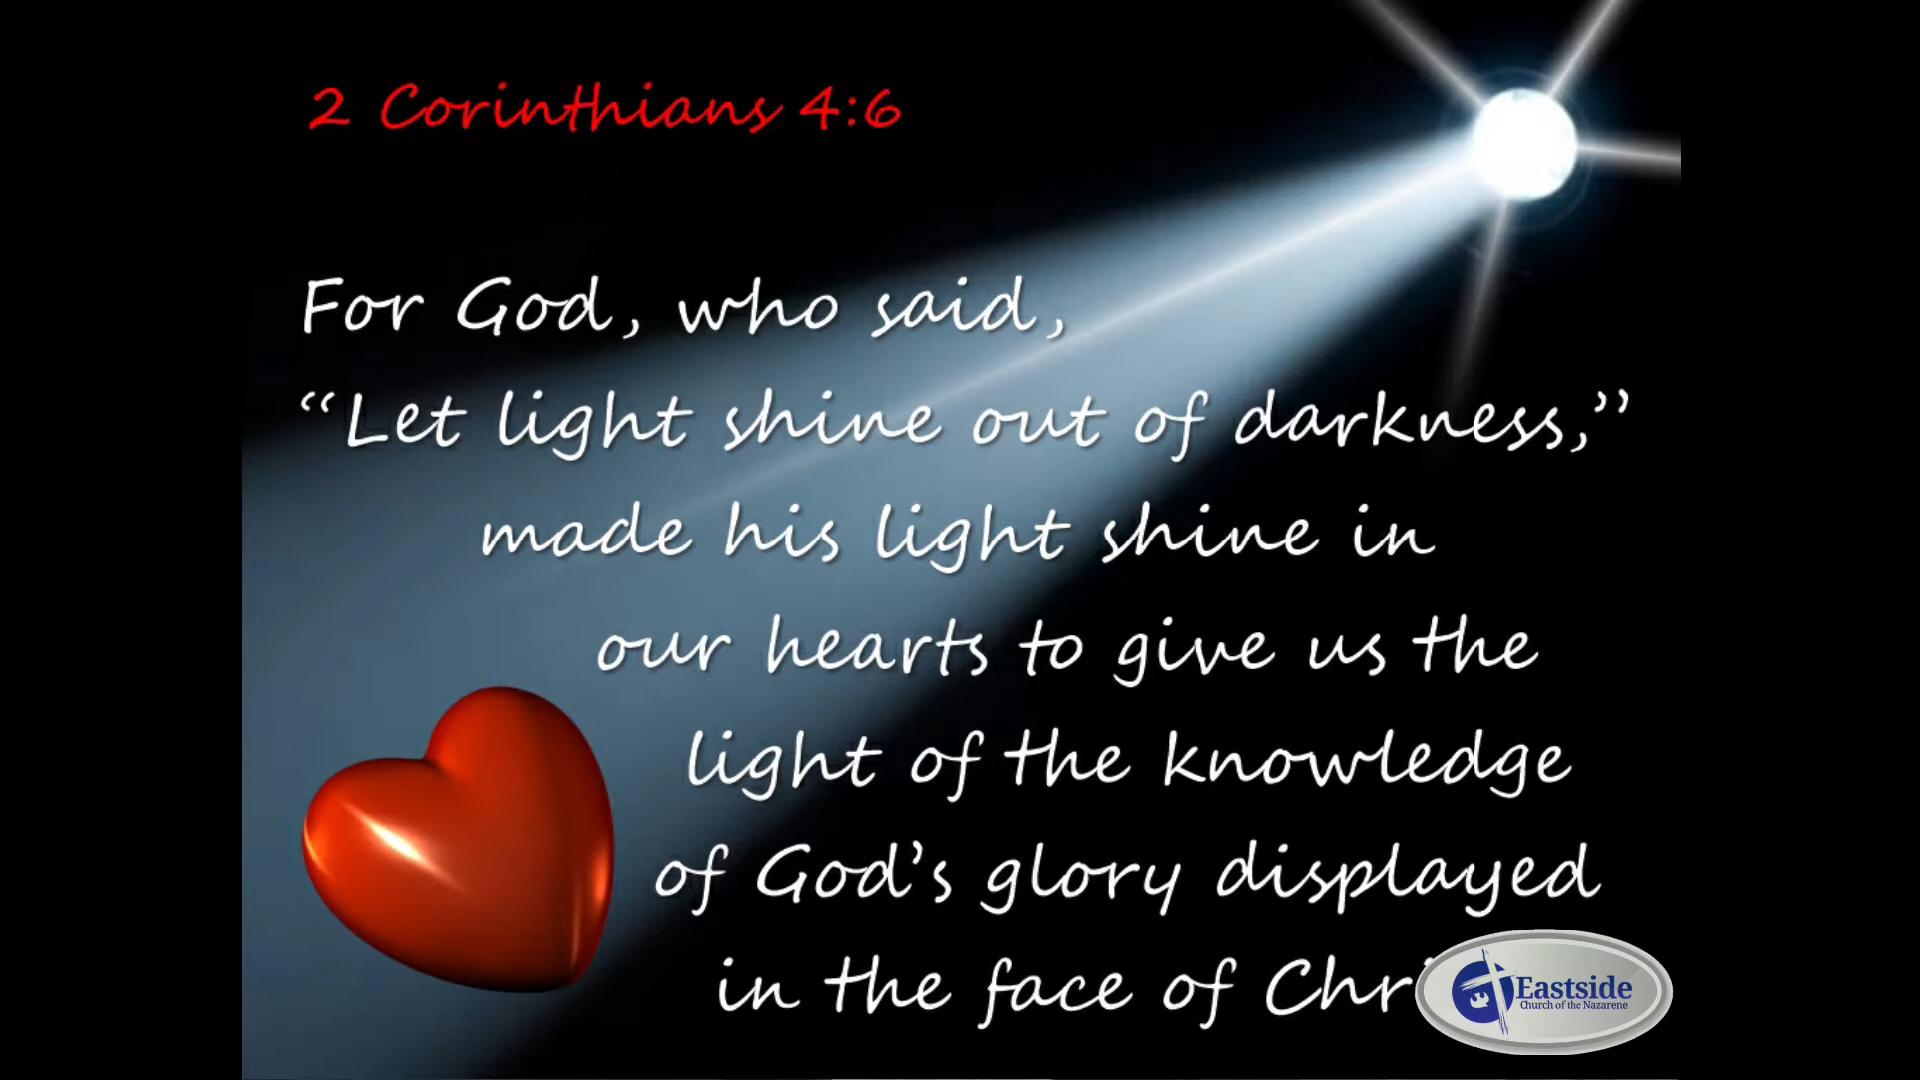 2 Corinthians 4:6
For God, who said,
“Let light shine out of darkness,”
made his light shine in
our hearts to give us the
light of the knowledge
of God’s glory displayed
in the face of
Eastside
Church of the Nazarene